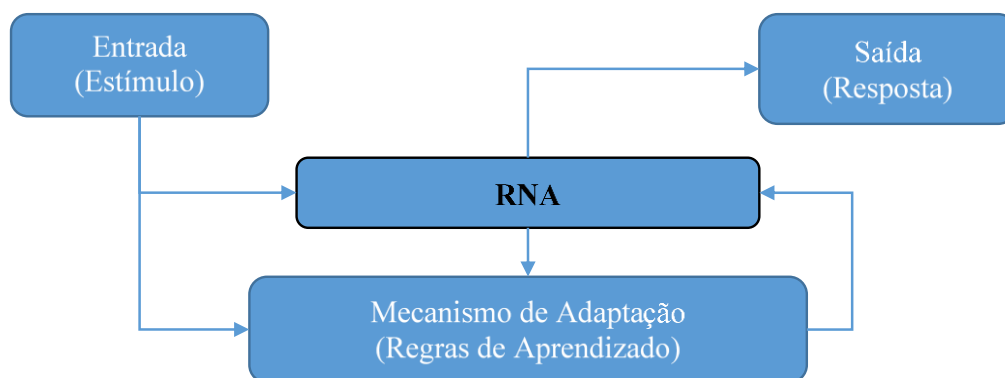 Entrada
(Estímulo)
Saída
(Resposta)
RNA
Mecanismo de Adaptação
(Regras de Aprendizado)